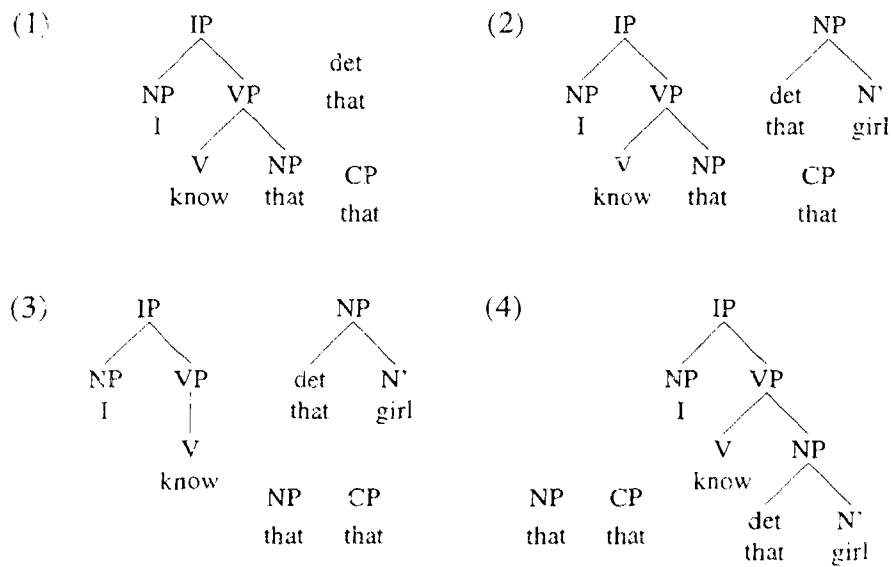 (1) IP (2) IP NP
det
NP VP that NP VP det N'
I I that girl
V NP CP V NP CP
know that that know that that
(3) IP NP (4) IP
NP VP det N' NP VP
I that girl I
V V NP
know NP CP NP CP know det N'
that that that that that girl